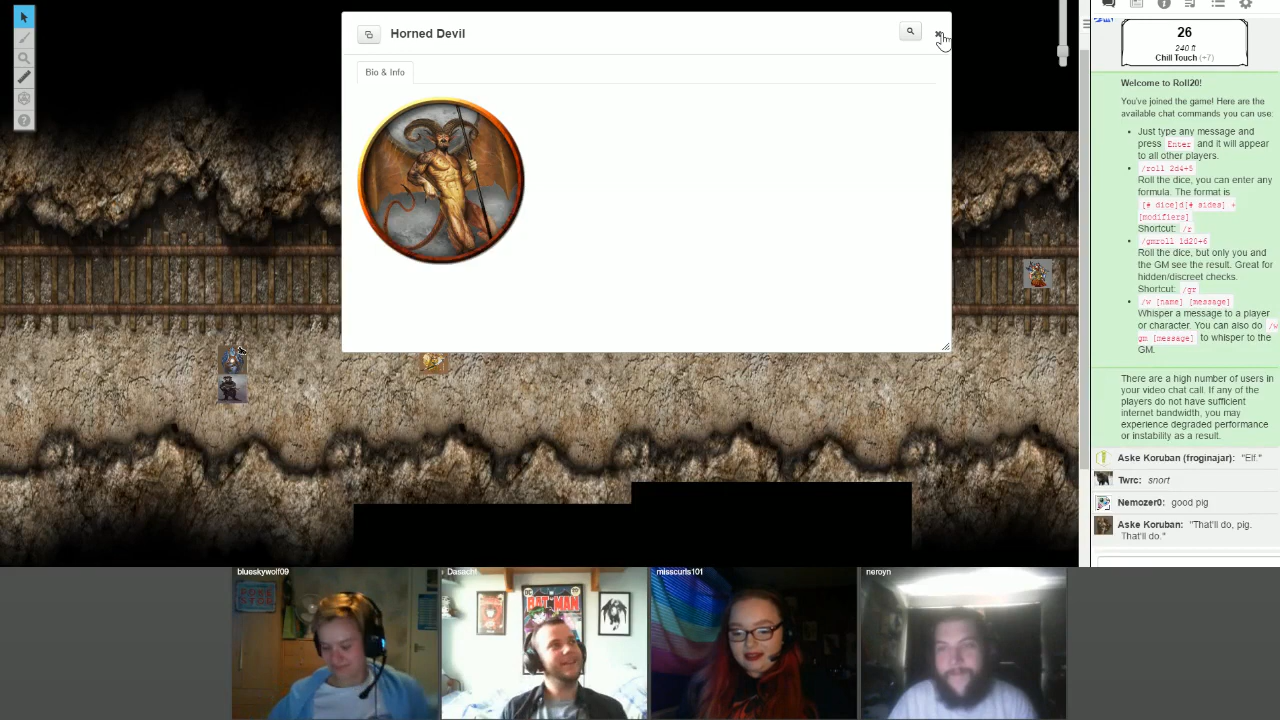 Horned Devil
Bio & Info
26
240 ft
Chill Touch (+7)
Welcome to Roll20!
You've joined the game! Here are the
available chat commands you can use:
Just type any message and
press Enter and it will appear
to all other players.
/roll 2d4+5
Roll the dice, you can enter any
formula. The format is
[# dice]d[# sides] +
[modifiers]
Shortcut: /r
/gmroll 1d20+6
Roll the dice, but only you and
the GM see the result. Great for
hidden/discreet checks.
Shortcut: /gr
/w [name] [message]
Whisper a message to a player
or character. You can also do /w
gm [message] to whisper to the
GM.
There are a high number of users in
your video chat call. If any of the
players do not have sufficient
internet bandwidth, you may
experience degraded performance
or instability as a result.
Aske Koruban (froginajar): "Elf."
Twrc: snort
Nemozer0: good pig
Aske Koruban: "That'll do, pig.
That'll do."
blueskywolf09
Dasacht
misscurls101
neroyn
BATMAN